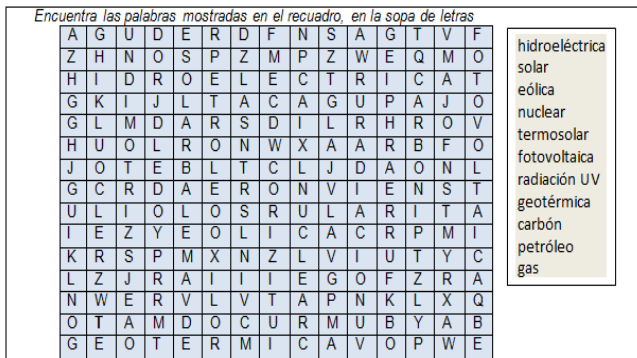 Encuentra las palabras mostradas en el recuadro, en la sopa de letras
A G U D E R D F N S A G T V F
Z H N O S P Z M P Z W E Q M O
H I D R O E L E C T R I C A T
G K I J L T A C A G U P A J O
G L M D A R S D I L R H R O V
H U O L R O N W X A A R B F O
J O T E B L T C L J D A O N L
G C R D A E R O N V I E N S T
U L I O L O S R U L A R I T A
I E Z Y E O L I C A C R P M I
K R S P M X N Z L V I U T Y C
L Z J R A I I I E G O F Z R A
N W E R V L V T A P N K L X Q
O T A M D O C U R M U B Y A B
G E O T E R M I C A V O P W E
hidroeléctrica
solar
eólica
nuclear
termosolar
fotovoltaica
radiación UV
geotérmica
carbón
petróleo
gas